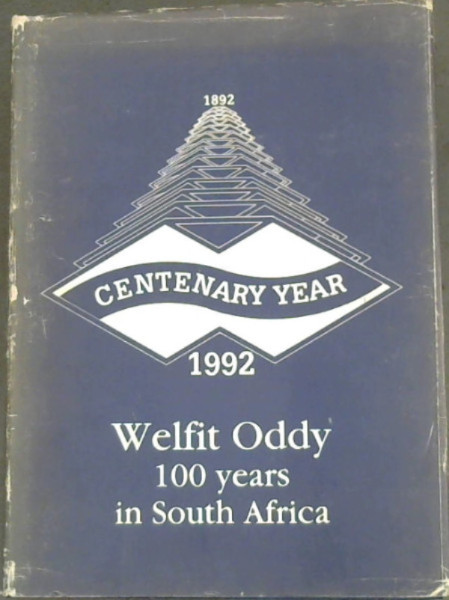 1892
CENTENARY YEAR
1992
Welfit Oddy
100 years
in South Africa